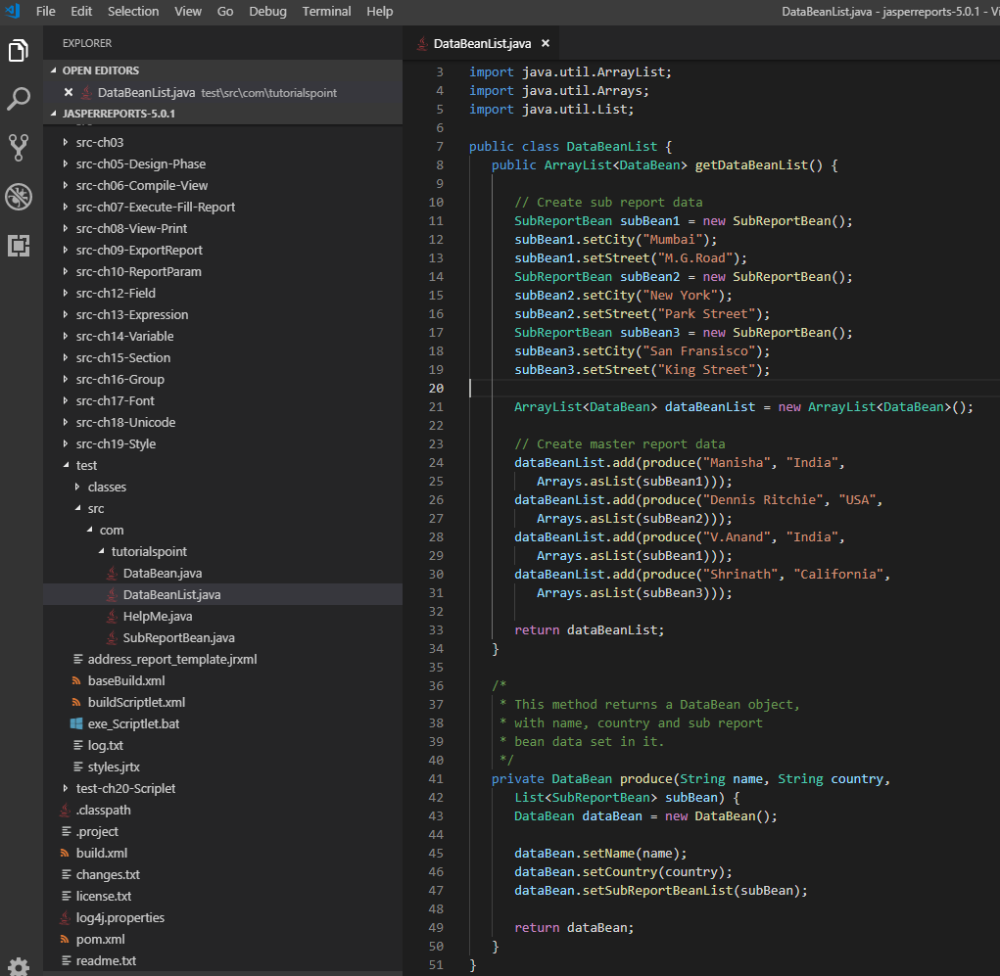 File Edit Selection View Go Debug Terminal Help
DataBeanList.java - jasperreports-5.0.1 - Vi
EXPLORER
OPEN EDITORS
DataBeanList.java test\src\com\tutorialspoint
JASPERREPORTS-5.0.1
src-ch03
src-ch05-Design-Phase
src-ch06-Compile-View
src-ch07-Execute-Fill-Report
src-ch08-View-Print
src-ch09-ExportReport
src-ch10-ReportParam
src-ch12-Field
src-ch13-Expression
src-ch14-Variable
src-ch15-Section
src-ch16-Group
src-ch17-Font
src-ch18-Unicode
src-ch19-Style
test
classes
src
com
tutorialspoint
DataBean.java
DataBeanList.java
HelpMe.java
SubReportBean.java
address_report_template.jrxml
baseBuild.xml
buildScriptlet.xml
exe_Scriptlet.bat
log.txt
styles.jrtx
test-ch20-Scriplet
.classpath
.project
build.xml
changes.txt
license.txt
log4j.properties
pom.xml
readme.txt
DataBeanList.java
3 import java.util.ArrayList;
4 import java.util.Arrays;
5 import java.util.List;
6
7 public class DataBeanList {
8 public ArrayList<DataBean> getDataBeanList() {
9
10 // Create sub report data
11 SubReportBean subBean1 = new SubReportBean();
12 subBean1.setCity("Mumbai");
13 subBean1.setStreet("M.G.Road");
14 SubReportBean subBean2 = new SubReportBean();
15 subBean2.setCity("New York");
16 subBean2.setStreet("Park Street");
17 SubReportBean subBean3 = new SubReportBean();
18 subBean3.setCity("San Fransisco");
19 subBean3.setStreet("King Street");
20
21 ArrayList<DataBean> dataBeanList = new ArrayList<DataBean>();
22
23 // Create master report data
24 dataBeanList.add(produce("Manisha", "India",
25 Arrays.asList(subBean1)));
26 dataBeanList.add(produce("Dennis Ritchie", "USA",
27 Arrays.asList(subBean2)));
28 dataBeanList.add(produce("V.Anand", "India",
29 Arrays.asList(subBean1)));
30 dataBeanList.add(produce("Shrinath", "California",
31 Arrays.asList(subBean3)));
32
33 return dataBeanList;
34 }
35
36 /*
37 * This method returns a DataBean object,
38 * with name, country and sub report
39 * bean data set in it.
40 */
41 private DataBean produce(String name, String country,
42 List<SubReportBean> subBean) {
43 DataBean dataBean = new DataBean();
44
45 dataBean.setName(name);
46 dataBean.setCountry(country);
47 dataBean.setSubReportBeanList(subBean);
48
49 return dataBean;
50 }
51 }